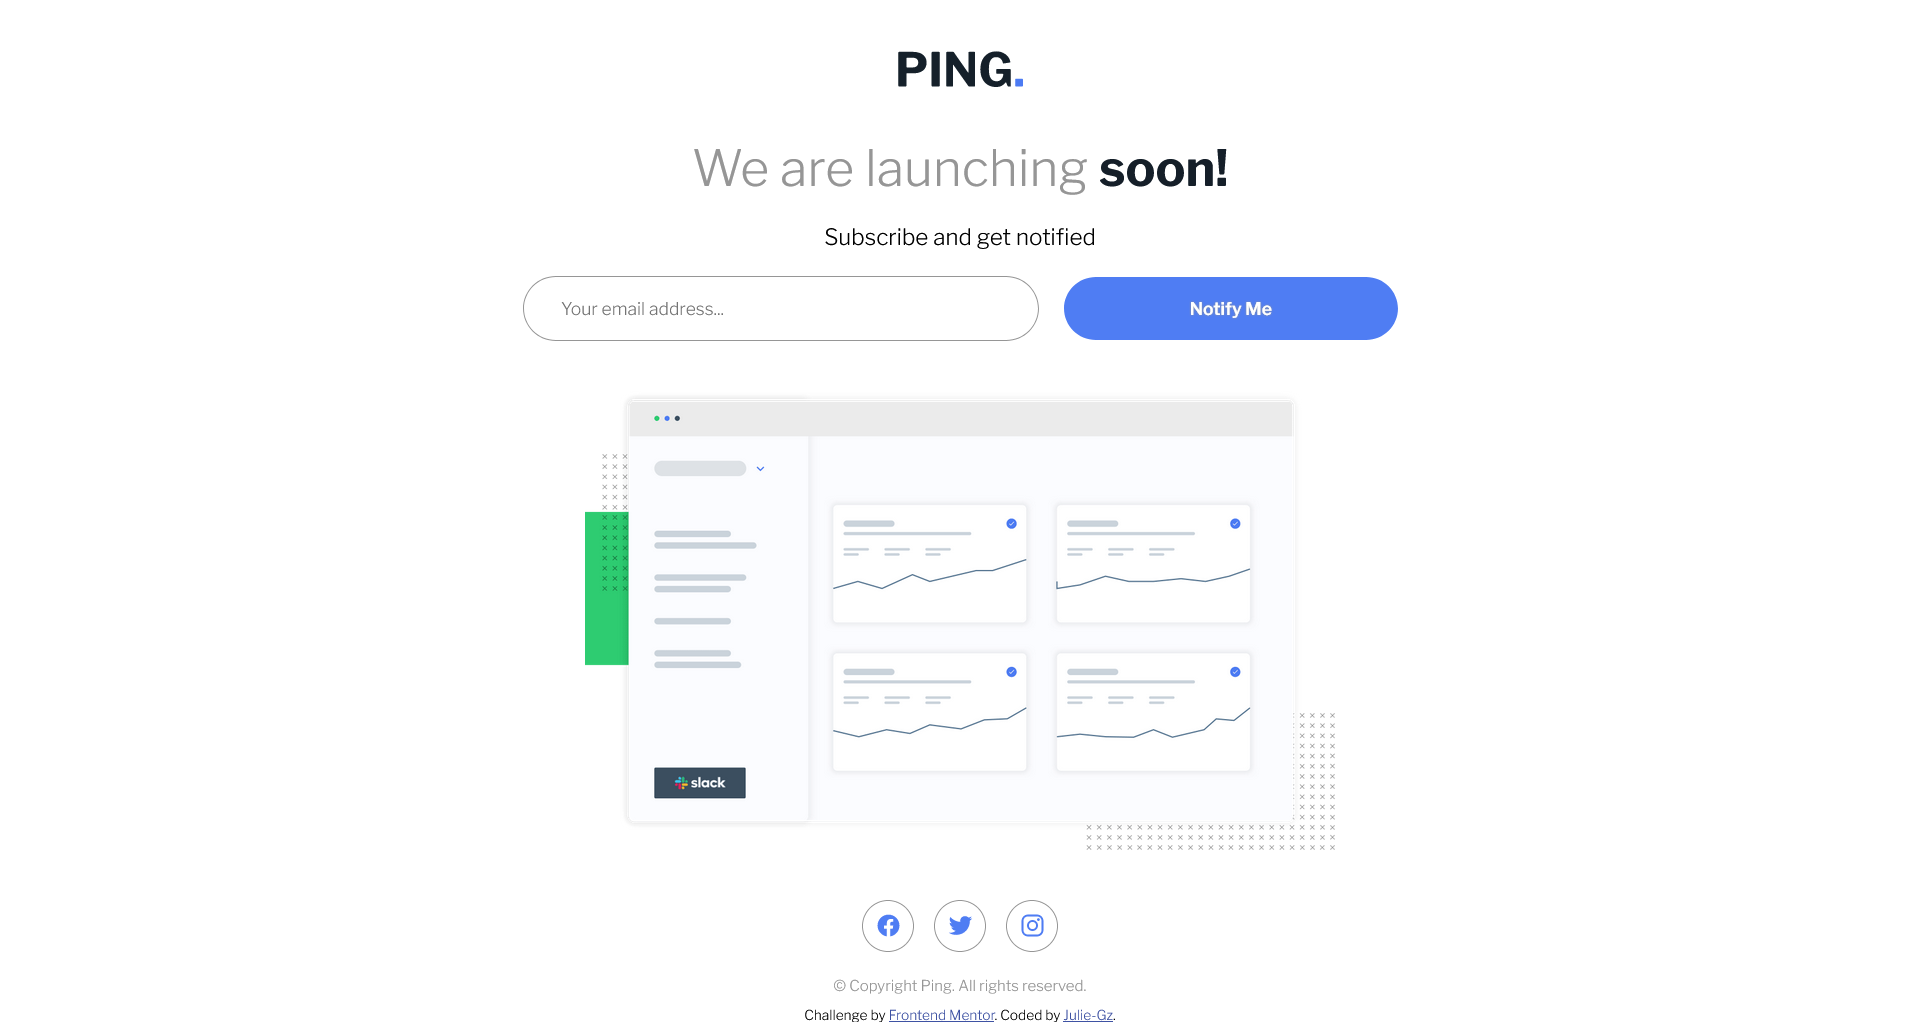 PING.
We are launching soon!
Subscribe and get notified
Your email address...
Notify Me
slack
© Copyright Ping. All rights reserved.
Challenge by Frontend Mentor. Coded by Julie-Gz.